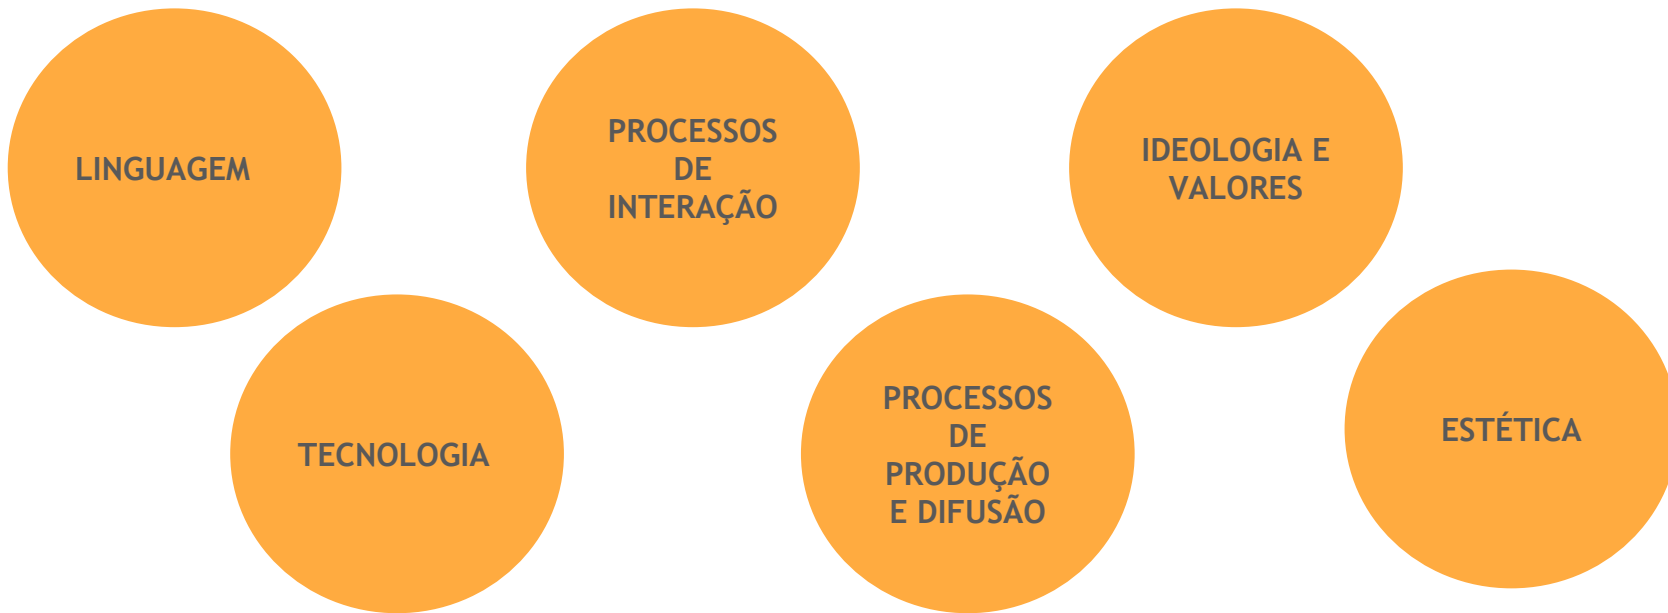 LINGUAGEM
PROCESSOS
DE
INTERAÇÃO
IDEOLOGIA E
VALORES
TECNOLOGIA
PROCESSOS
DE
PRODUÇÃO
E DIFUSÃO
ESTÉTICA